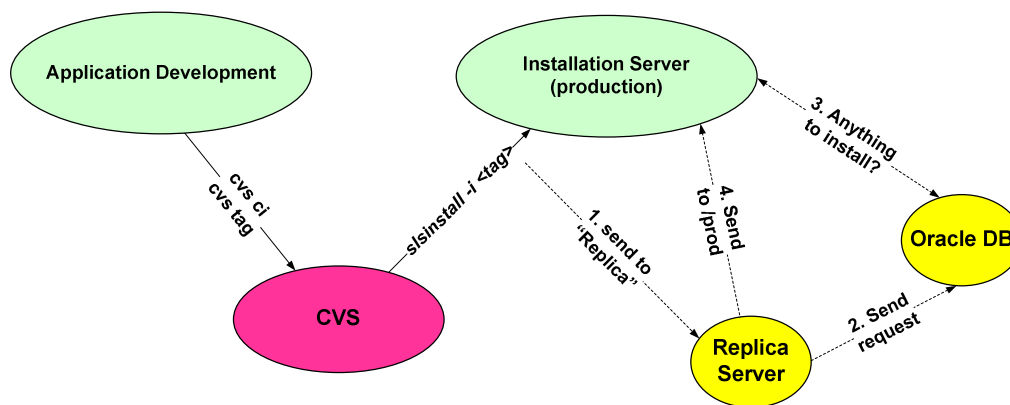 Application Development
Installation Server
(production)
cvs ci
cvs tag
slsinstall -i <tag>
1. send to
“Replica”
4. Send
to /prod
3. Anything
to install?
Oracle DB
CVS
2. Send
request
Replica
Server